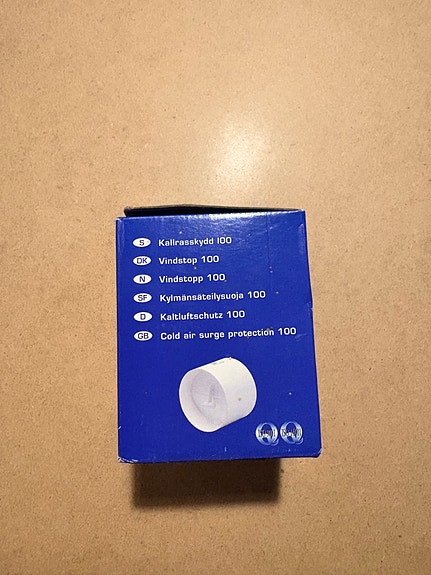 S Kallrasskydd 100
DK Vindstop 100
N Vindstopp 100
SF Kylmänsäteilysuoja 100
D Kaltluftschutz 100
GB Cold air surge protection 100